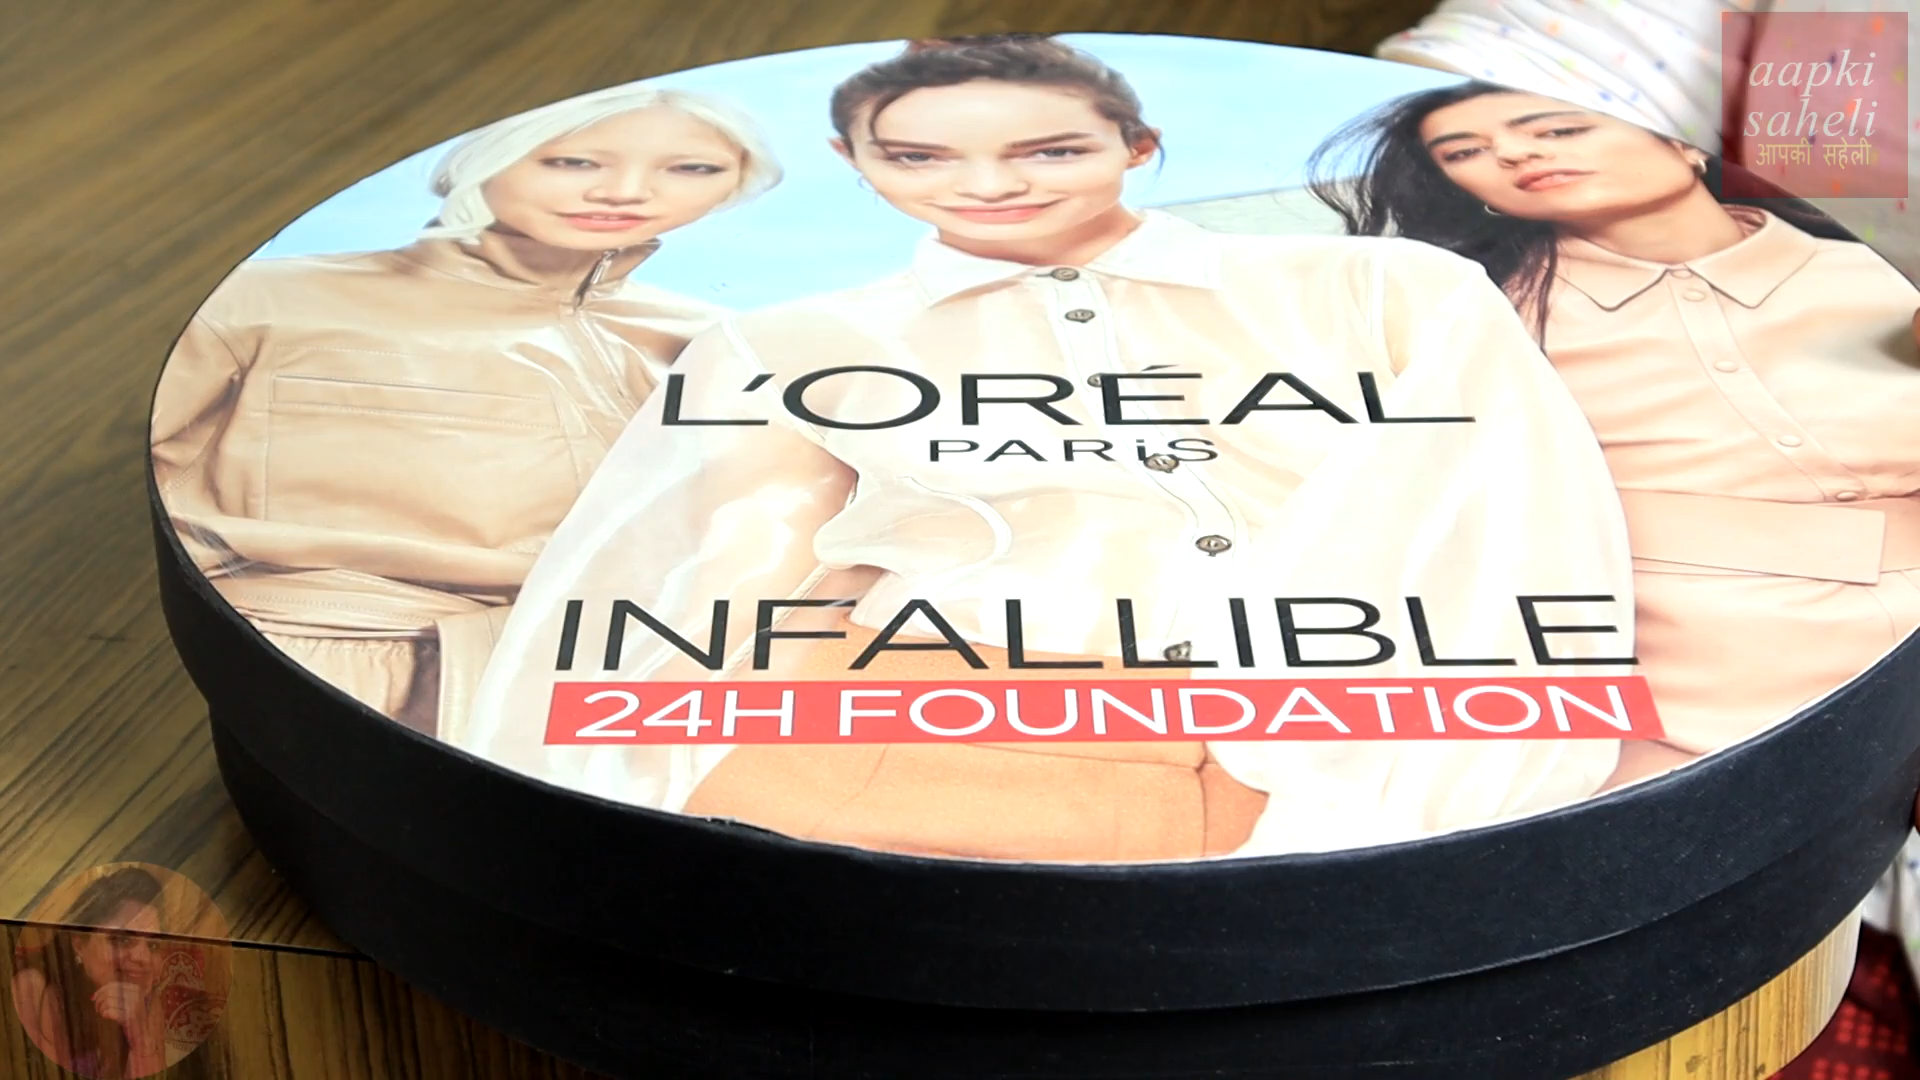 aapki
saheli
आपकी सहेली
L'ORÉAL
PARiS
INFALLIBLE
24H FOUNDATION